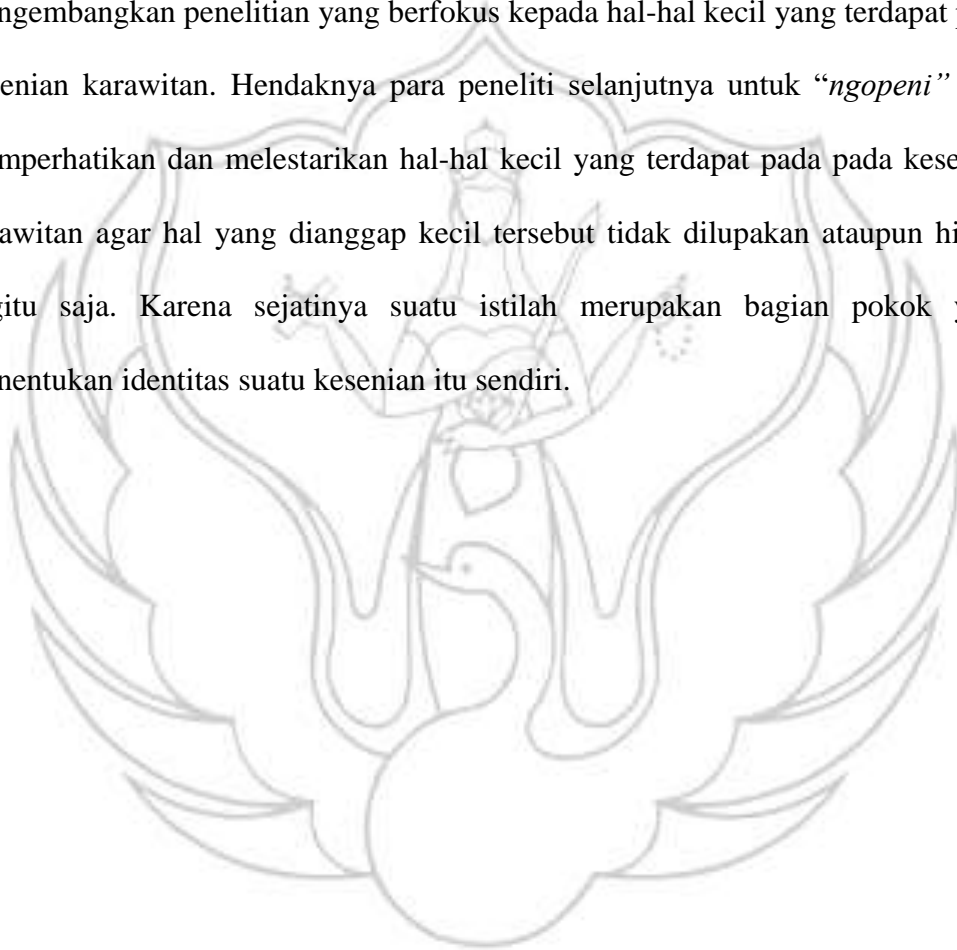 ngembangkan penelitian yang berfokus kepada hal-hal kecil yang terdapat p
enian karawitan. Hendaknya para peneliti selanjutnya untuk “ngopeni”
mperhatikan dan melestarikan hal-hal kecil yang terdapat pada pada kese
awitan agar hal yang dianggap kecil tersebut tidak dilupakan ataupun hi
gitu saja. Karena sejatinya suatu istilah merupakan bagian pokok y
nentukan identitas suatu kesenian itu sendiri.